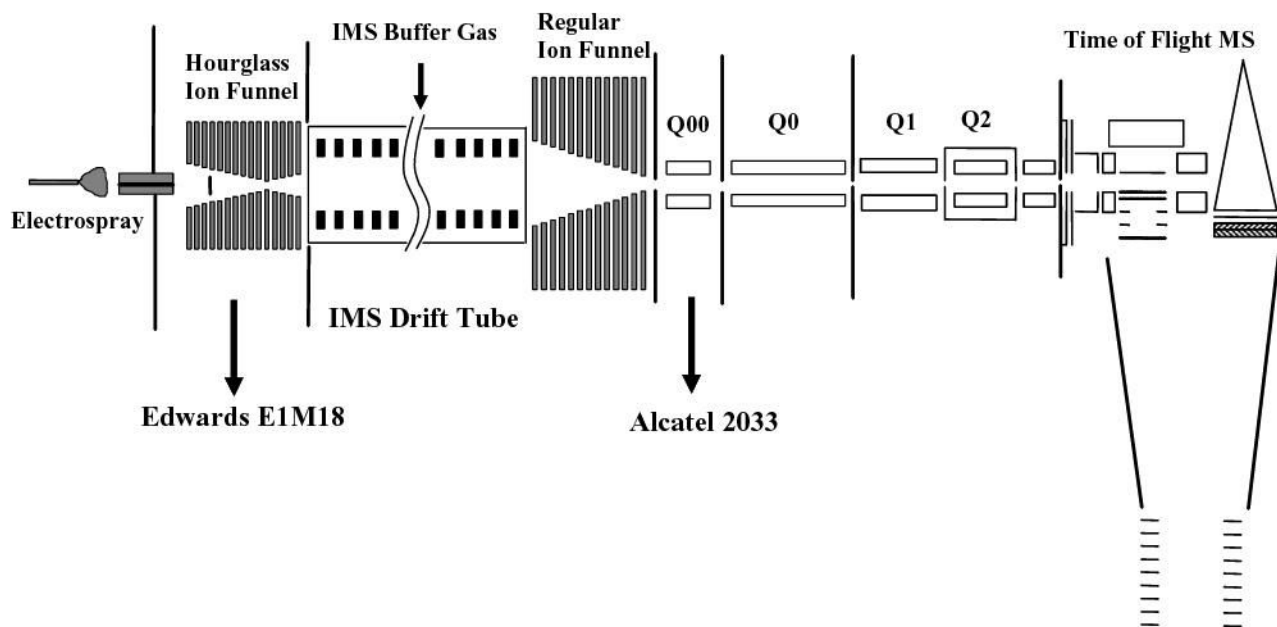 IMS Buffer Gas
Regular
Ion Funnel
Time of Flight MS
Hourglass
Ion Funnel
Q00
Q0
Q1
Q2
Electrospray
IMS Drift Tube
Edwards E1M18
Alcatel 2033